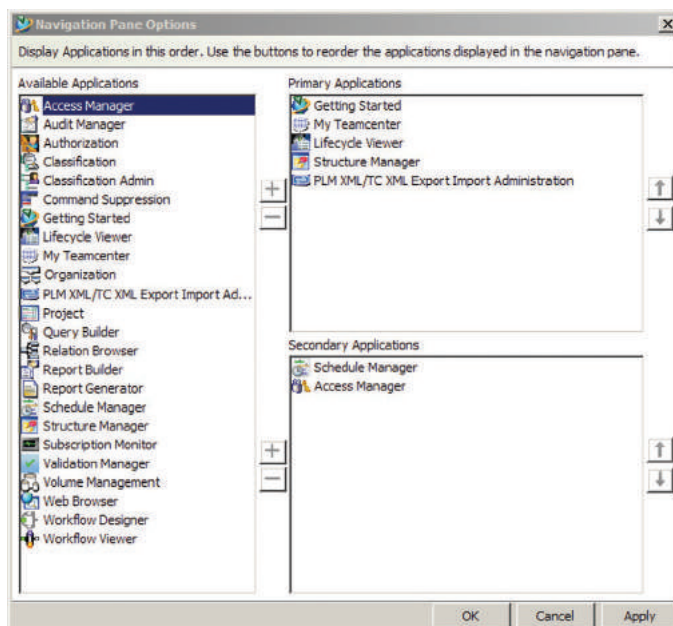 Navigation Pane Options
Display Applications in this order. Use the buttons to reorder the applications displayed in the navigation pane.
Available Applications
Access Manager
Audit Manager
Authorization
Classification
Classification Admin
Command Suppression
Getting Started
Lifecycle Viewer
My Teamcenter
Organization
PLM XML/TC XML Export Import Ad...
Project
Query Builder
Relation Browser
Report Builder
Report Generator
Schedule Manager
Structure Manager
Subscription Monitor
Validation Manager
Volume Management
Web Browser
Workflow Designer
Workflow Viewer
Primary Applications
Getting Started
My Teamcenter
Lifecycle Viewer
Structure Manager
PLM XML/TC XML Export Import Administration
Secondary Applications
Schedule Manager
Access Manager
OK
Cancel
Apply